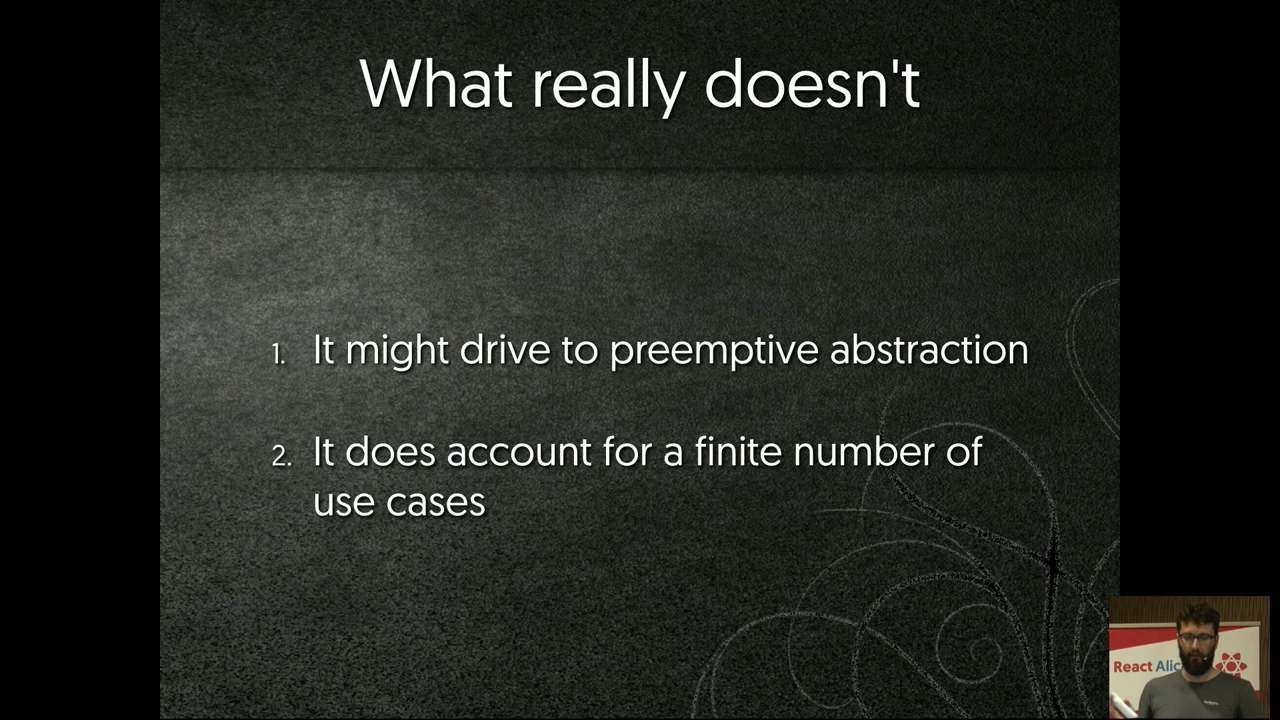 What really doesn't
1. It might drive to preemptive abstraction
2. It does account for a finite number of
use cases
React Alic